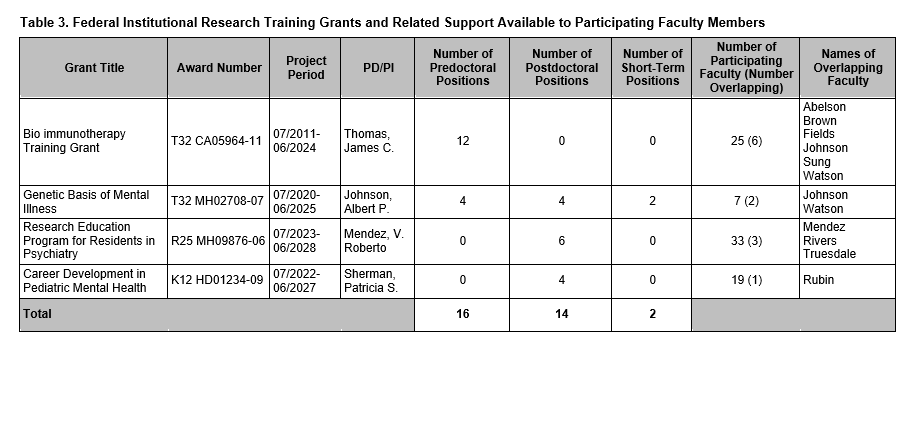 Table 3. Federal Institutional Research Training Grants and Related Support Available to Participating Faculty Members
Grant Title
Award Number
Project
Period
PD/PI
Number of
Predoctoral
Positions
Number of
Postdoctoral
Positions
Number of
Short-Term
Positions
Number of
Participating
Faculty (Number
Overlapping)
Names of
Overlapping
Faculty
Bio immunotherapy
Training Grant
T32 CA05964-11
07/2011-
06/2024
Thomas,
James C.
12
0
0
25 (6)
Abelson
Brown
Fields
Johnson
Sung
Watson
Genetic Basis of Mental
Illness
T32 MH02708-07
07/2020-
06/2025
Johnson,
Albert P.
4
4
2
7 (2)
Johnson
Watson
Research Education
Program for Residents in
Psychiatry
R25 MH09876-06
07/2023-
06/2028
Mendez, V.
Roberto
0
6
0
33 (3)
Mendez
Rivers
Truesdale
Career Development in
Pediatric Mental Health
K12 HD01234-09
07/2022-
06/2027
Sherman,
Patricia S.
0
4
0
19 (1)
Rubin
Total
16
14
2